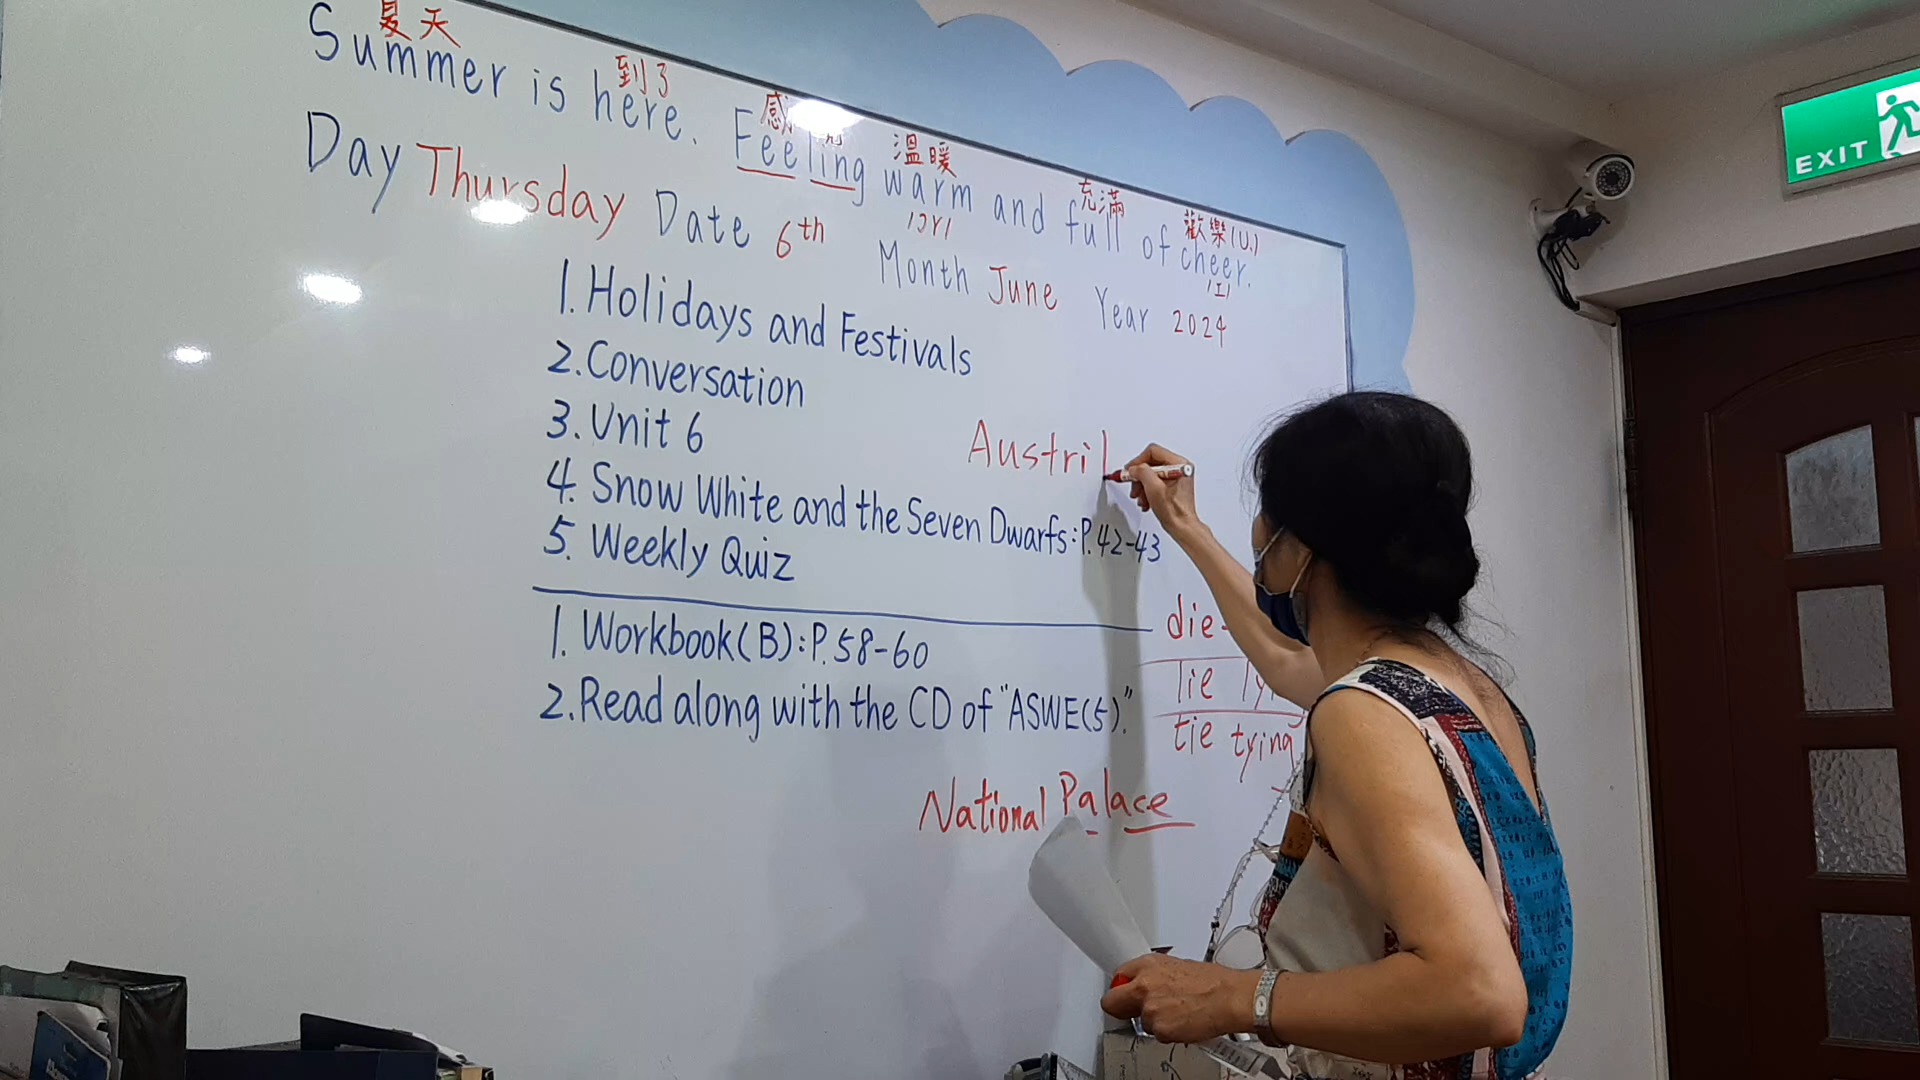 夏天 到了 感 溫暖 充滿 歡樂(U.)
Summer is here. Feeling warm and full of cheer.
/ɔr/ /ɪ/
Day Thursday Date 6th Month June Year 2024
1. Holidays and Festivals
2. Conversation
3. Unit 6
Austril
4. Snow White and the Seven Dwarfs: P.42-43
5. Weekly Quiz
1. Workbook(B): P.58-60
2. Read along with the CD of "ASWE(5)."
die-
lie
tie tying
National Palace
EXIT